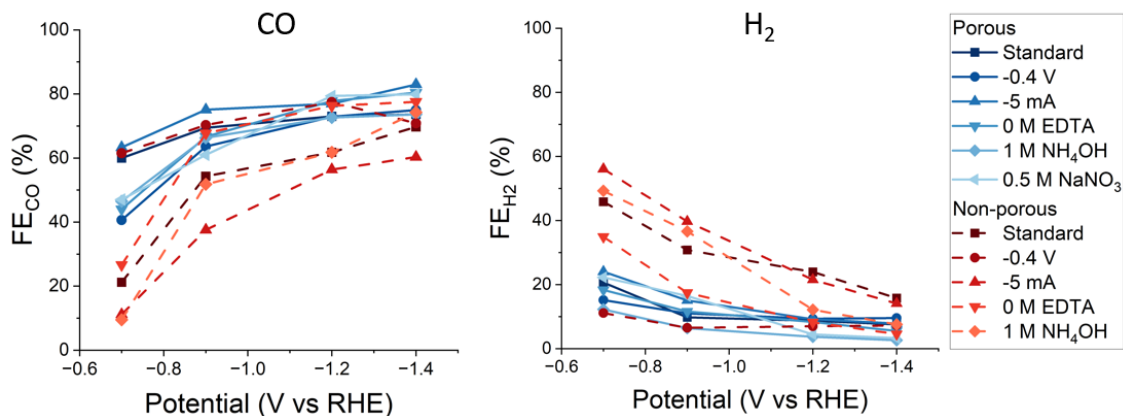 CO
100
80
60
40
20
0
FE_CO (%)
−0.6 −0.8 −1.0 −1.2 −1.4
Potential (V vs RHE)
H₂
100
80
60
40
20
0
FE_H2 (%)
−0.6 −0.8 −1.0 −1.2 −1.4
Potential (V vs RHE)
Porous
Standard
-0.4 V
-5 mA
0 M EDTA
1 M NH₄OH
0.5 M NaNO₃
Non-porous
Standard
-0.4 V
-5 mA
0 M EDTA
1 M NH₄OH